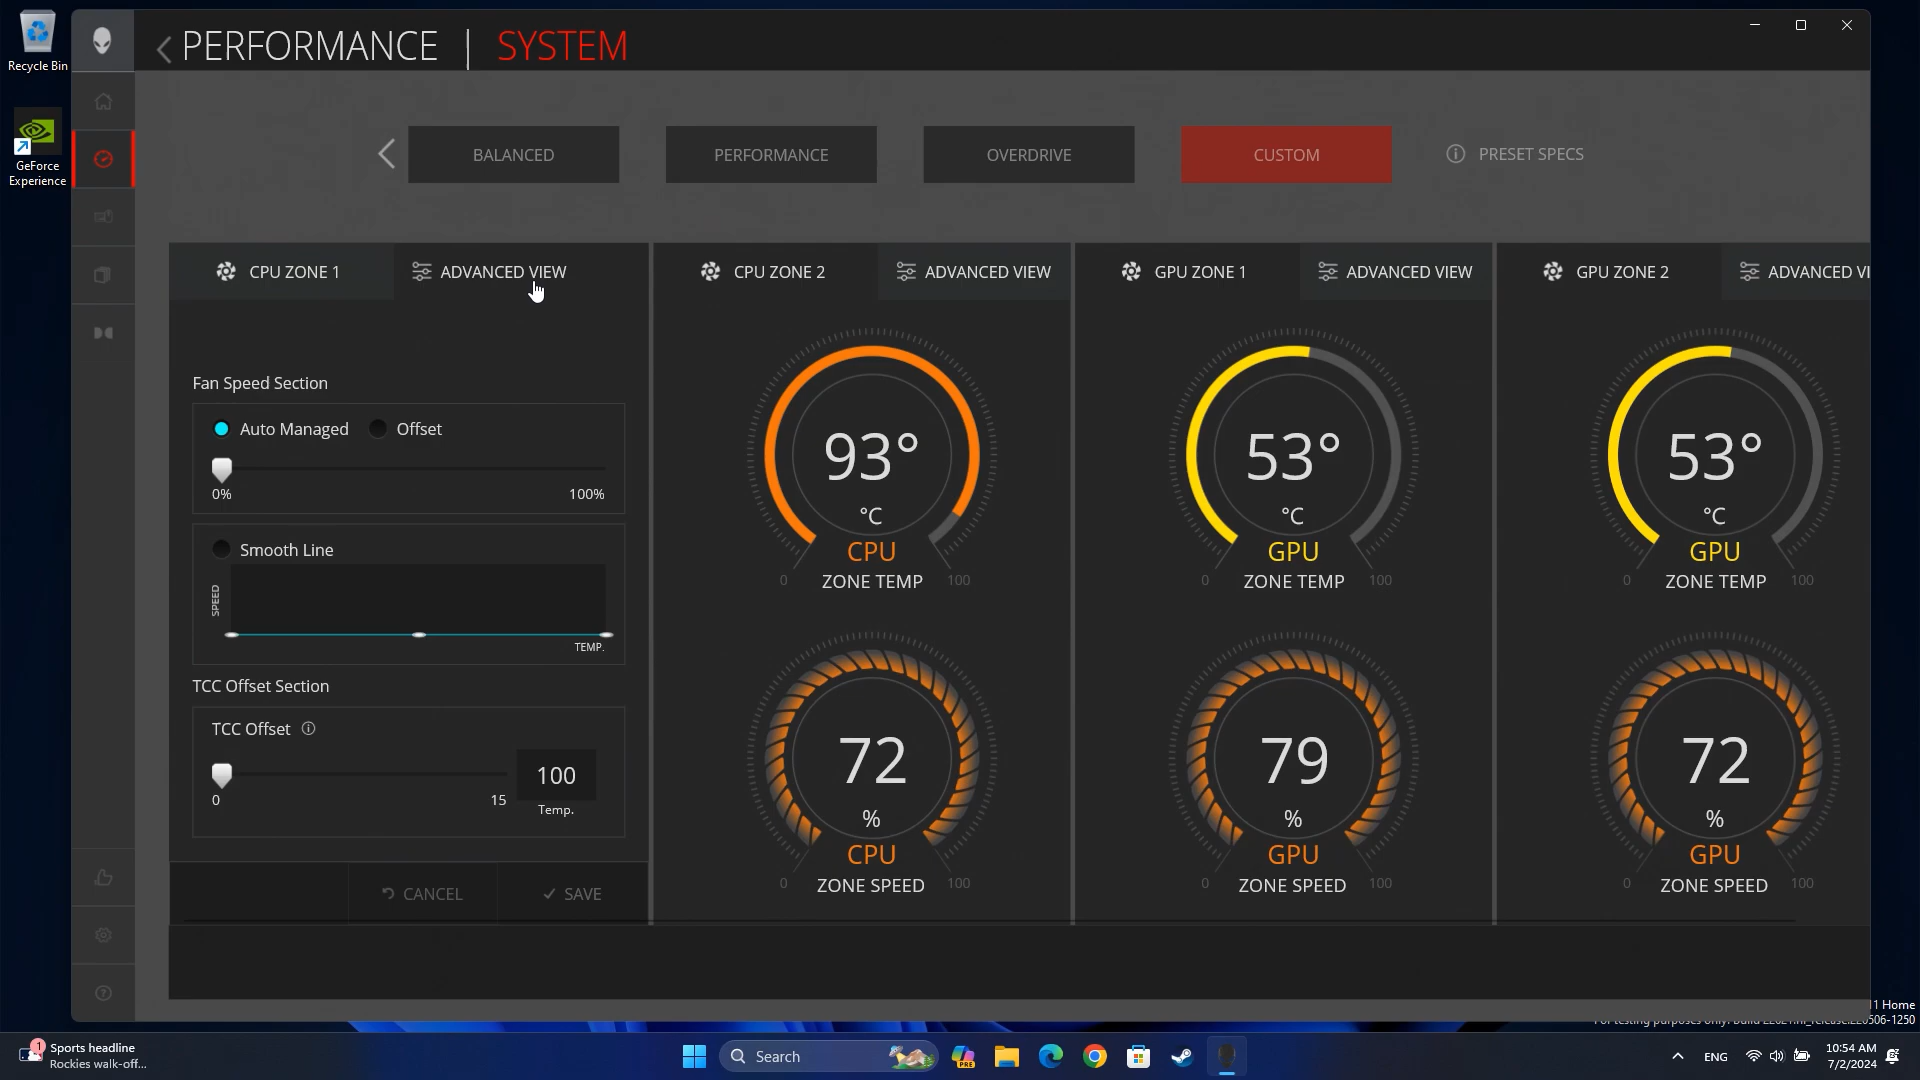 Recycle Bin
GeForce
Experience
PERFORMANCE | SYSTEM
BALANCED
PERFORMANCE
OVERDRIVE
CUSTOM
PRESET SPECS
CPU ZONE 1
ADVANCED VIEW
Fan Speed Section
Auto Managed
Offset
0%
100%
Smooth Line
SPEED
TEMP.
TCC Offset Section
TCC Offset
0
15
100
Temp.
CANCEL
SAVE
CPU ZONE 2
ADVANCED VIEW
93°
°C
CPU
0
ZONE TEMP
100
72
%
CPU
0
ZONE SPEED
100
GPU ZONE 1
ADVANCED VIEW
53°
°C
GPU
0
ZONE TEMP
100
79
%
GPU
0
ZONE SPEED
100
GPU ZONE 2
ADVANCED VI
53°
°C
GPU
0
ZONE TEMP
100
72
%
GPU
0
ZONE SPEED
100
11 Home
1
Sports headline
Rockies walk-off...
Search
PRE
ENG
10:54 AM
7/2/2024